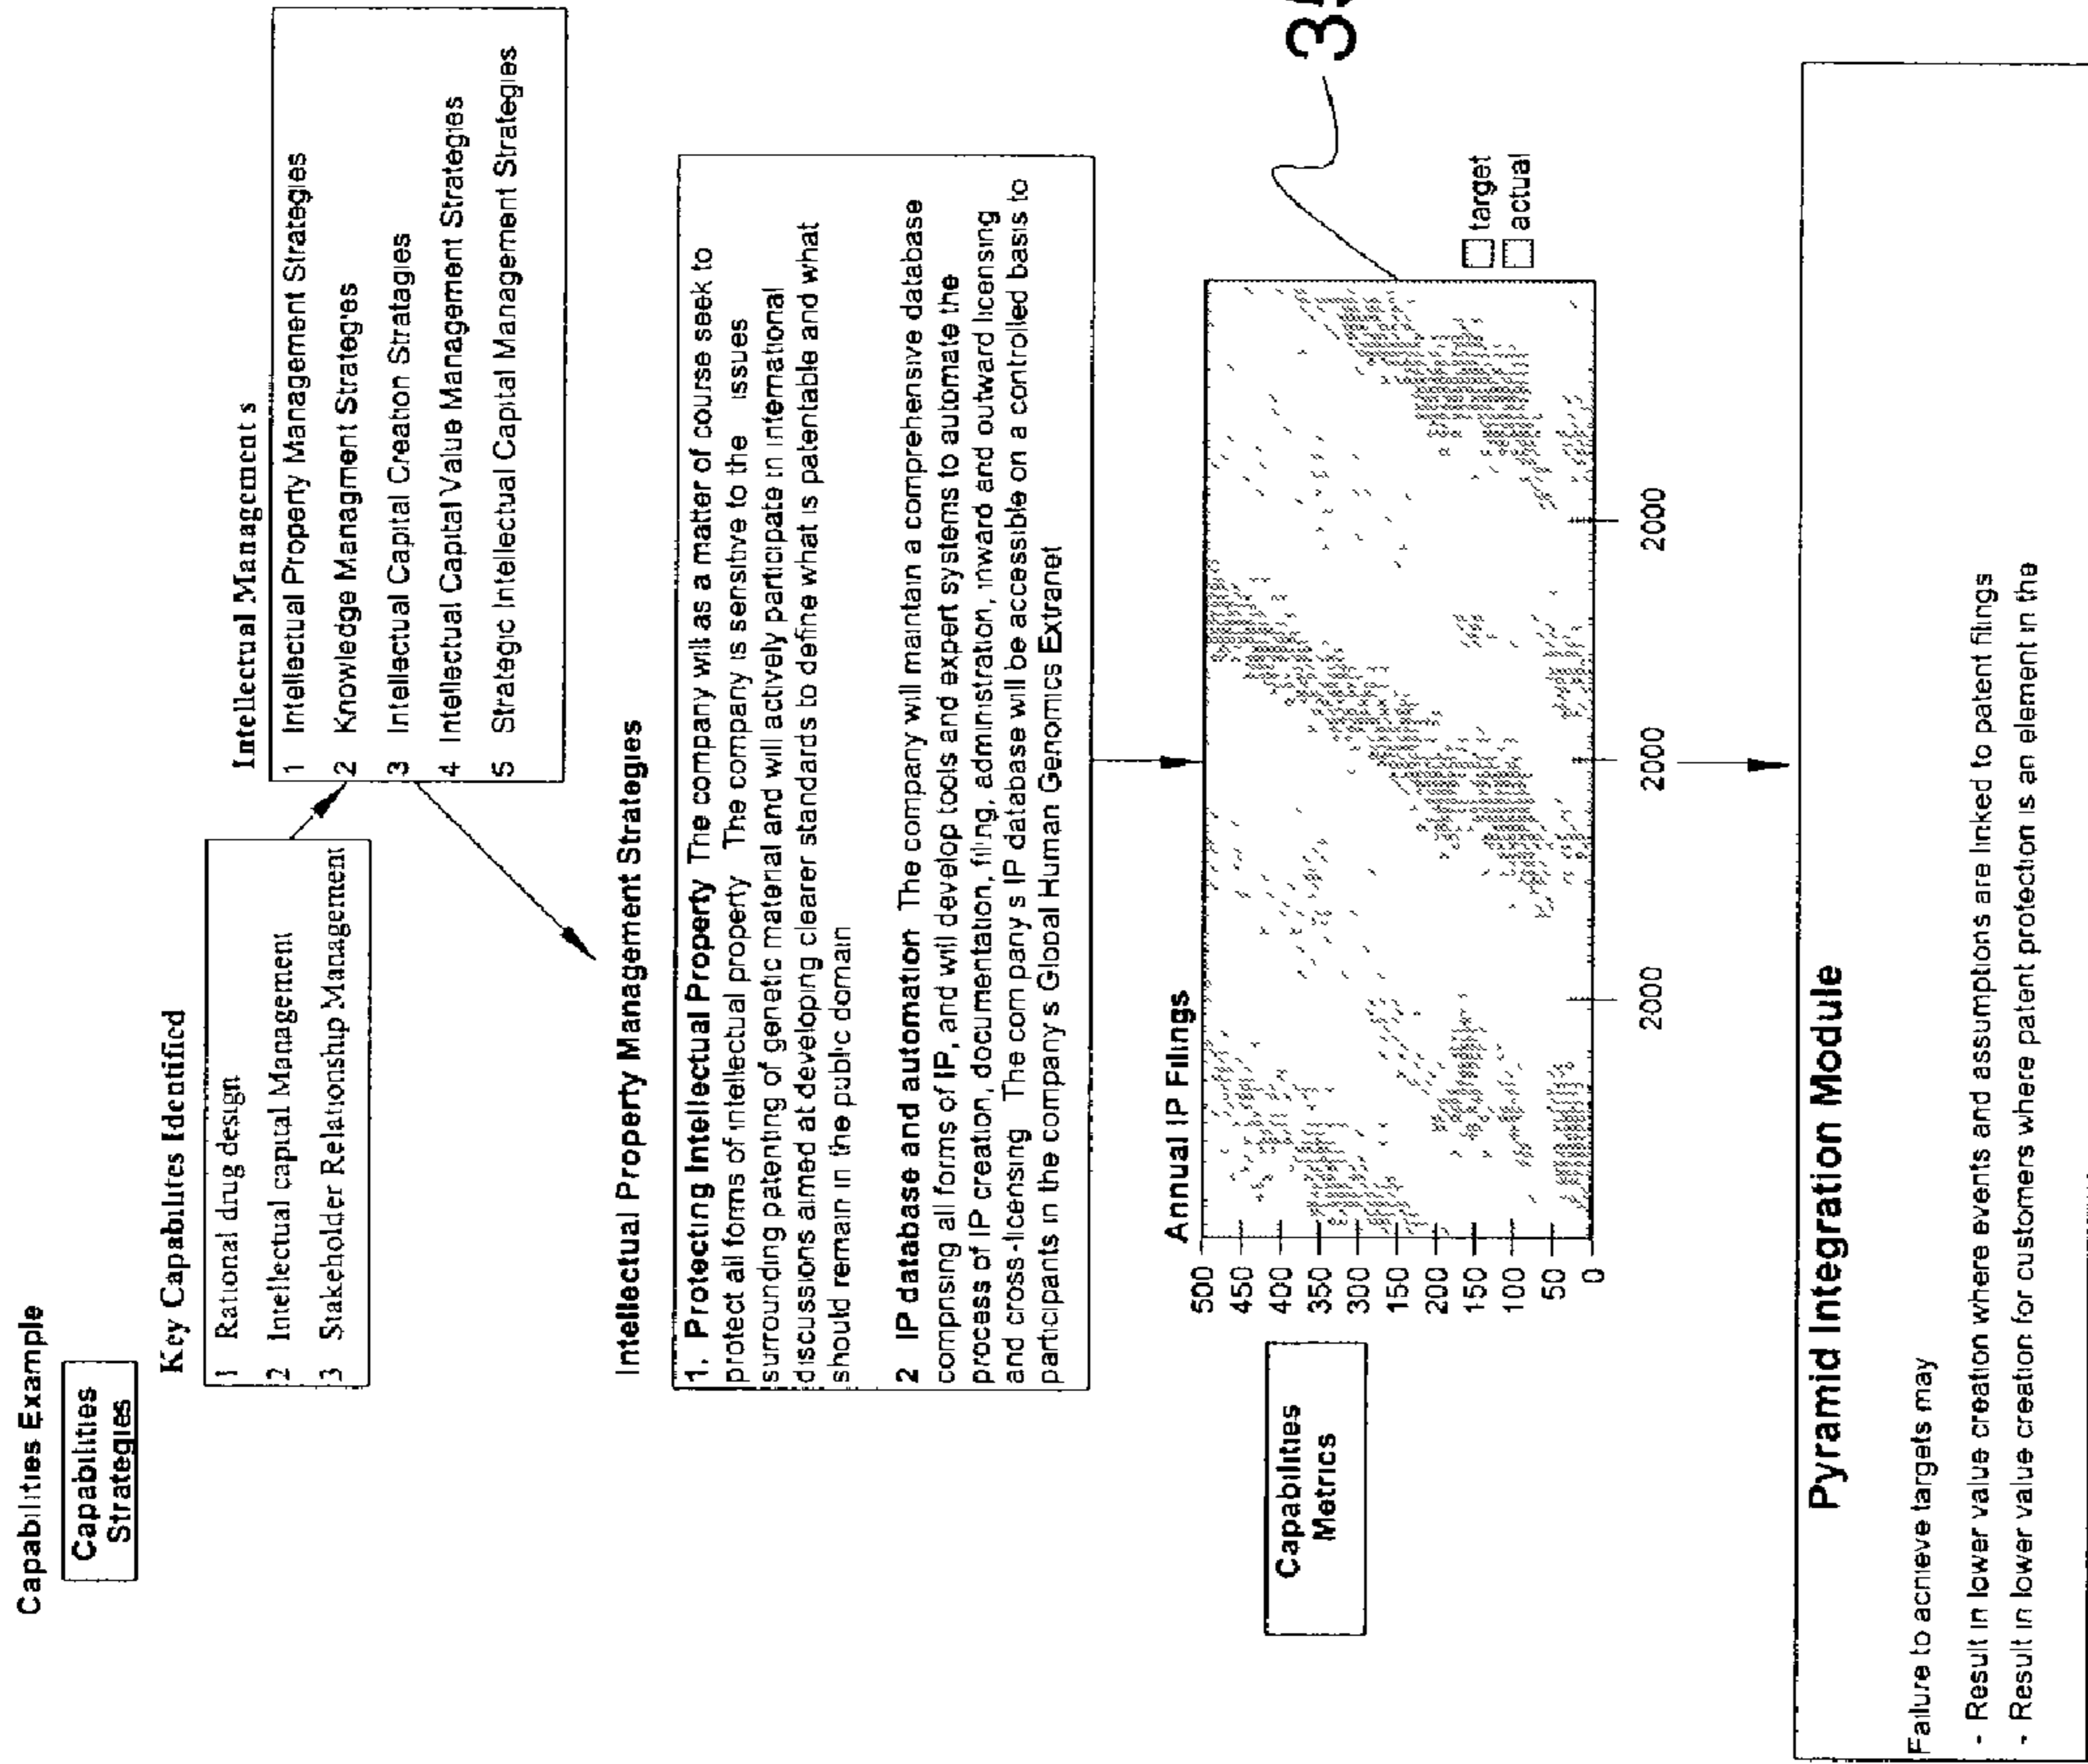 Capabilities Example
Capabilities
Strategies
Key Capabilites Identified
1 Rational drug design
2 Intellectual capital Management
3 Stakeholder Relationship Management
Intellectual Management s
1 Intellectual Property Management Strategies
2 Knowledge Managment Strategies
3 Intellectual Capital Creation Stratagies
4 Intellectual Capital Value Management Strategies
5 Strategic Intellectual Capital Management Strategies
Intellectual Property Management Strategies
1. Protecting Intellectual Property The company will as a matter of course seek to
protect all forms of intellectual property The company is sensitive to the issues
surrounding patenting of genetic material and will actively participate in international
discussions aimed at developing clearer standards to define what is patentable and what
should remain in the public domain
2 IP database and automation The company will maintain a comprehensive database
comprising all forms of IP, and will develop tools and expert systems to automate the
process of IP creation, documentation, filing, administration, inward and outward licensing
and cross-licensing The company s IP database will be accessible on a controlled basis to
participants in the company s Global Human Genomics Extranet
Capabilities
Metrics
Annual IP Filings
500
450
400
350
300
150
200
150
100
50
0
2000
2000
2000
target
actual
Pyramid Integration Module
Failure to achieve targets may
- Result in lower value creation where events and assumptions are linked to patent filings
- Result in lower value creation for customers where patent protection is an element in the